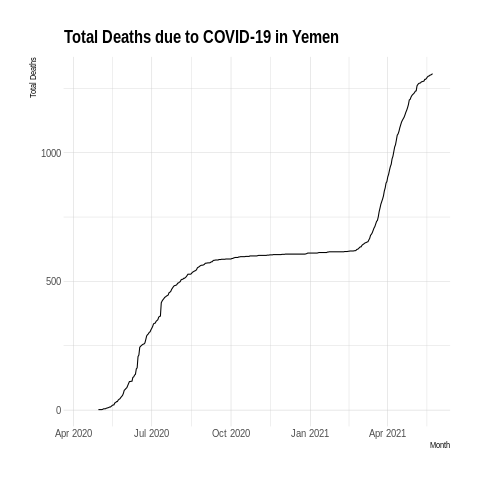 Total Deaths due to COVID-19 in Yemen
Total Deaths
1000
500
0
Apr 2020 Jul 2020 Oct 2020 Jan 2021 Apr 2021
Month